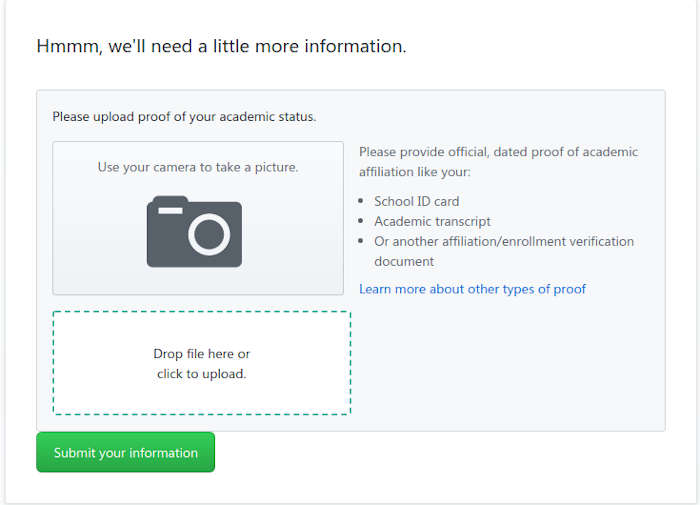 Hmmm, we'll need a little more information.
Please upload proof of your academic status.
Use your camera to take a picture.
Please provide official, dated proof of academic
affiliation like your:
School ID card
Academic transcript
Or another affiliation/enrollment verification
document
Learn more about other types of proof
Drop file here or
click to upload.
Submit your information